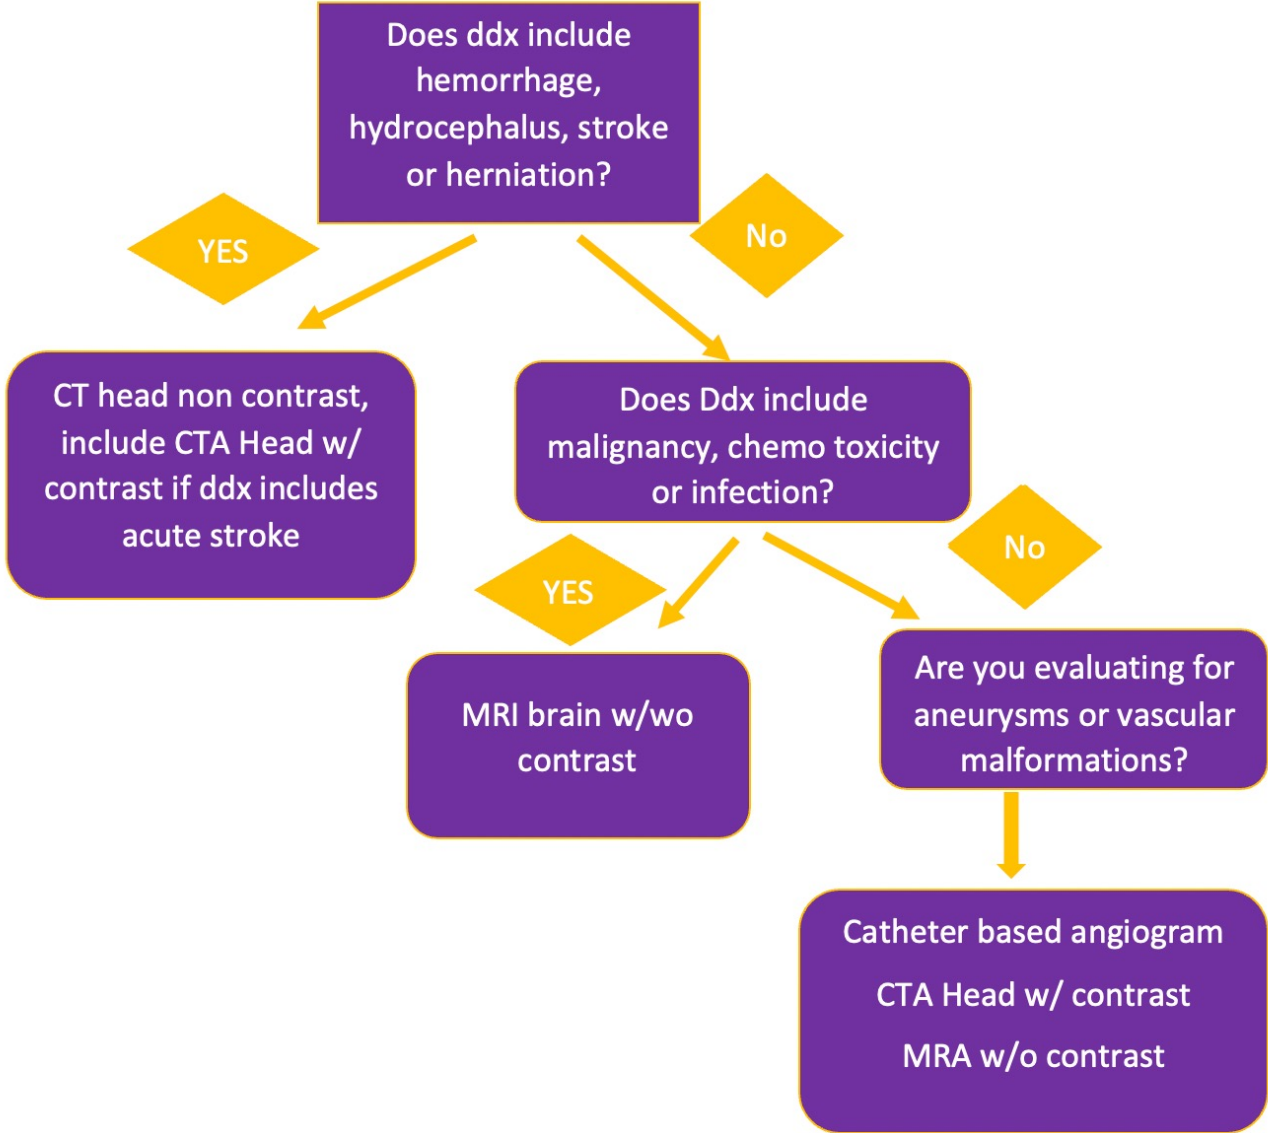 Does ddx include
hemorrhage,
hydrocephalus, stroke
or herniation?
YES
No
CT head non contrast,
include CTA Head w/
contrast if ddx includes
acute stroke
Does Ddx include
malignancy, chemo toxicity
or infection?
YES
No
MRI brain w/wo
contrast
Are you evaluating for
aneurysms or vascular
malformations?
Catheter based angiogram
CTA Head w/ contrast
MRA w/o contrast